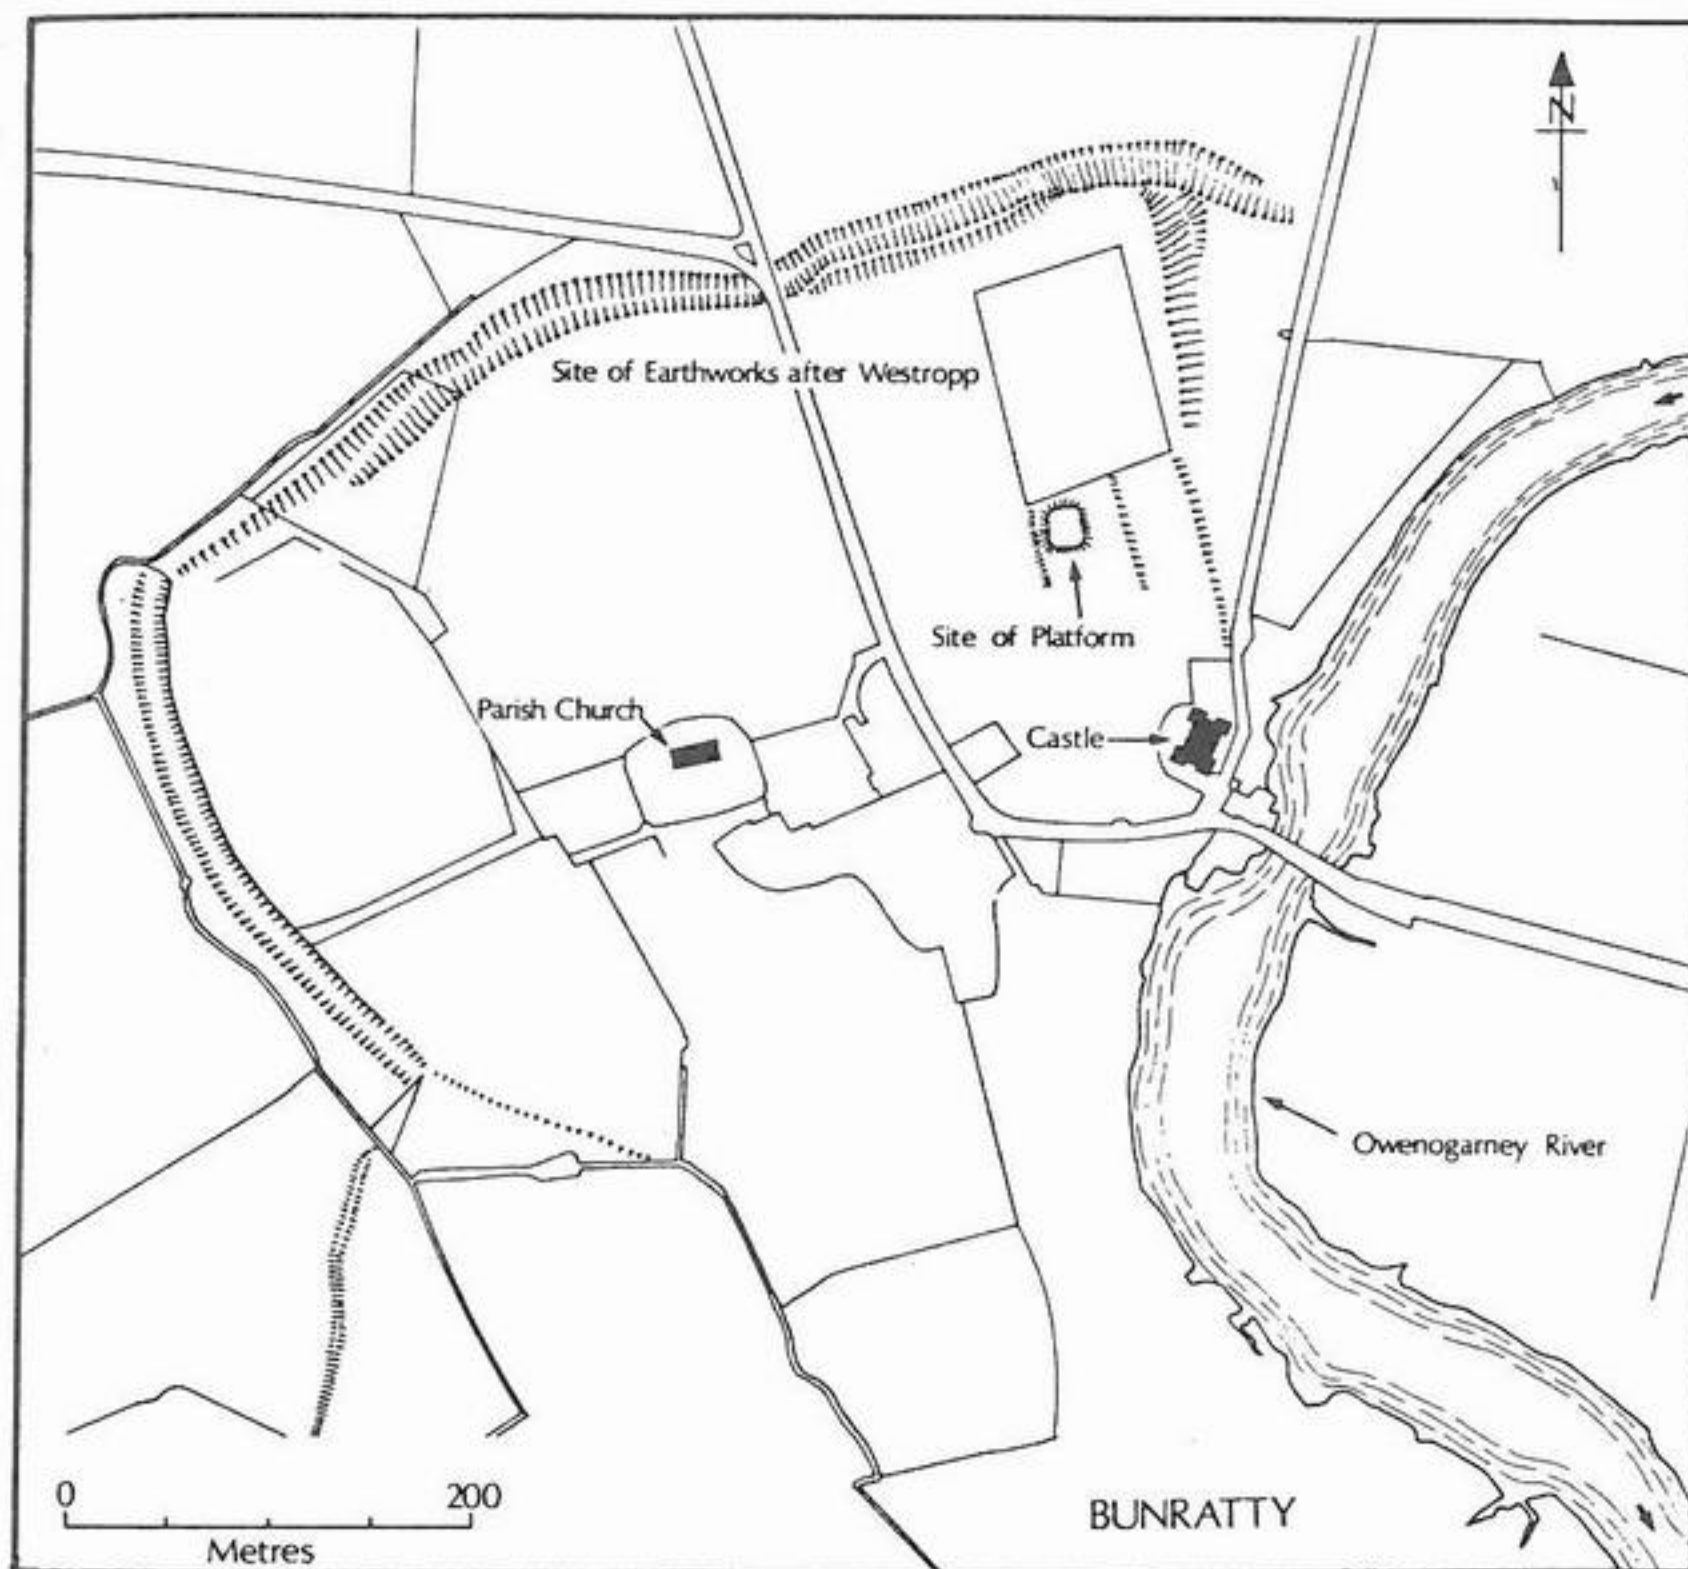 N
Site of Earthworks after Westropp
Site of Platform
Parish Church
Castle
Owenogarney River
0 200
Metres
BUNRATTY